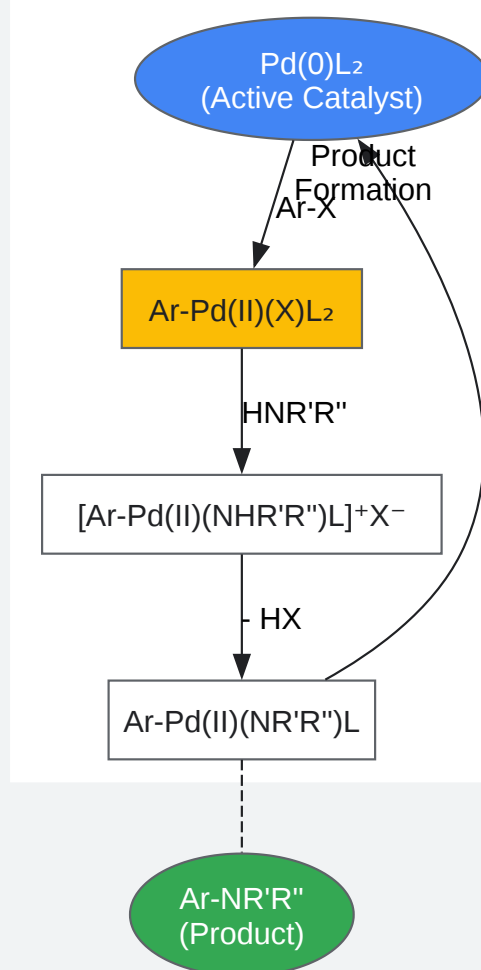 Pd(0)L₂
(Active Catalyst)
Product
Formation
Ar-X
Ar-Pd(II)(X)L₂
HNR'R''
[Ar-Pd(II)(NHR'R'')L]⁺X⁻
- HX
Ar-Pd(II)(NR'R'')L
Ar-NR'R''
(Product)